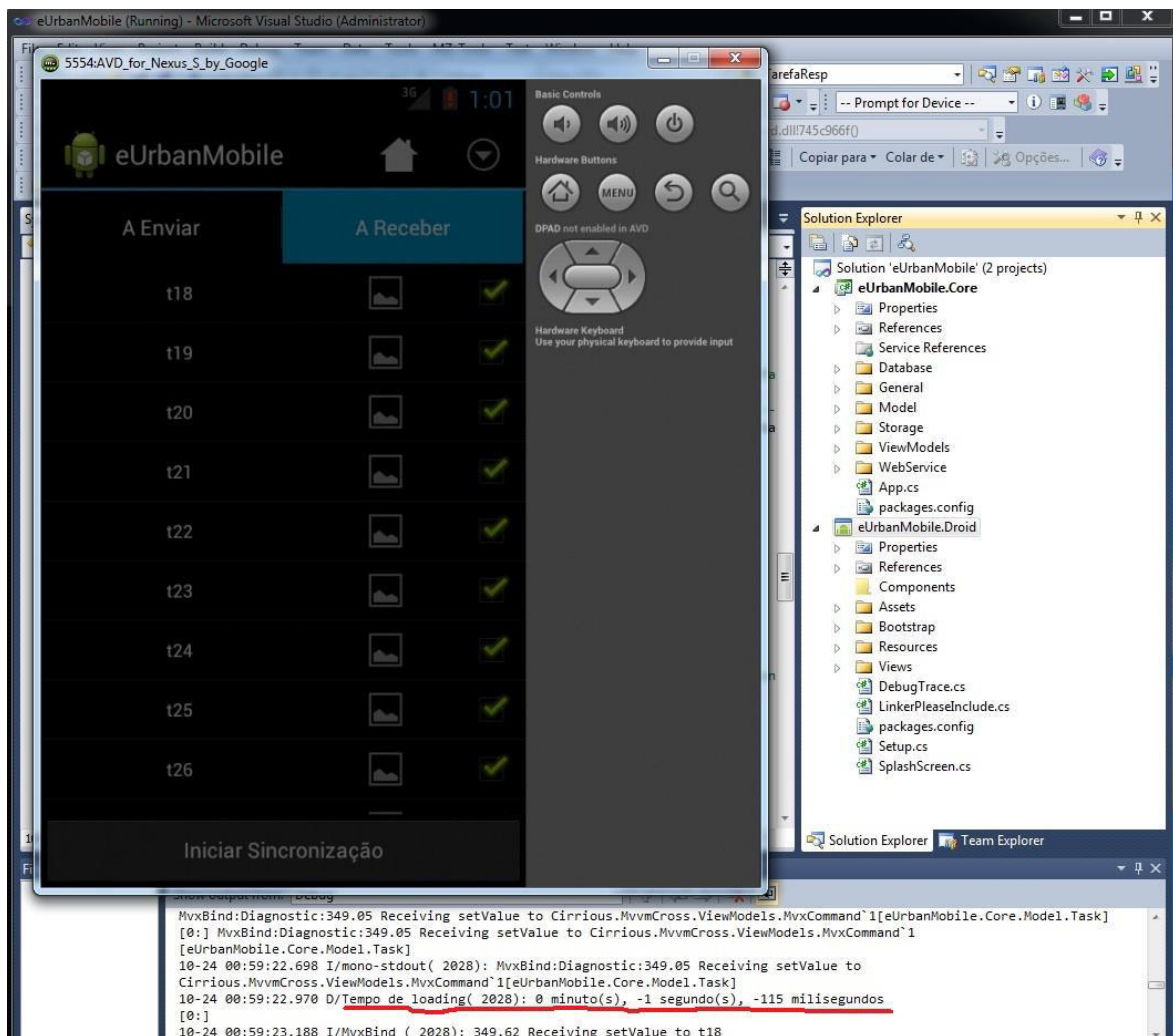 eUrbanMobile (Running) - Microsoft Visual Studio (Administrator)
5554:AVD_for_Nexus_S_by_Google
arefaResp
-- Prompt for Device --
d.dll!745c966f()
Copiar para Colar de Opções...
3G 1:01
eUrbanMobile
A Enviar A Receber
t18
t19
t20
t21
t22
t23
t24
t25
t26
Iniciar Sincronização
Basic Controls
Hardware Buttons
MENU
DPAD not enabled in AVD
Hardware Keyboard
Use your physical keyboard to provide input
Solution Explorer
Solution 'eUrbanMobile' (2 projects)
eUrbanMobile.Core
Properties
References
Service References
Database
General
Model
Storage
ViewModels
WebService
App.cs
packages.config
eUrbanMobile.Droid
Properties
References
Components
Assets
Bootstrap
Resources
Views
DebugTrace.cs
LinkerPleaseInclude.cs
packages.config
Setup.cs
SplashScreen.cs
Solution Explorer Team Explorer
MvxBind:Diagnostic:349.05 Receiving setValue to Cirrious.MvvmCross.ViewModels.MvxCommand`1[eUrbanMobile.Core.Model.Task]
[0:] MvxBind:Diagnostic:349.05 Receiving setValue to Cirrious.MvvmCross.ViewModels.MvxCommand`1
[eUrbanMobile.Core.Model.Task]
10-24 00:59:22.698 I/mono-stdout( 2028): MvxBind:Diagnostic:349.05 Receiving setValue to
Cirrious.MvvmCross.ViewModels.MvxCommand`1[eUrbanMobile.Core.Model.Task]
10-24 00:59:22.970 D/Tempo de loading( 2028): 0 minuto(s), -1 segundo(s), -115 milisegundos
[0:]
10-24 00:59:23.188 I/MvxBind ( 2028): 349.62 Receiving setValue to t18